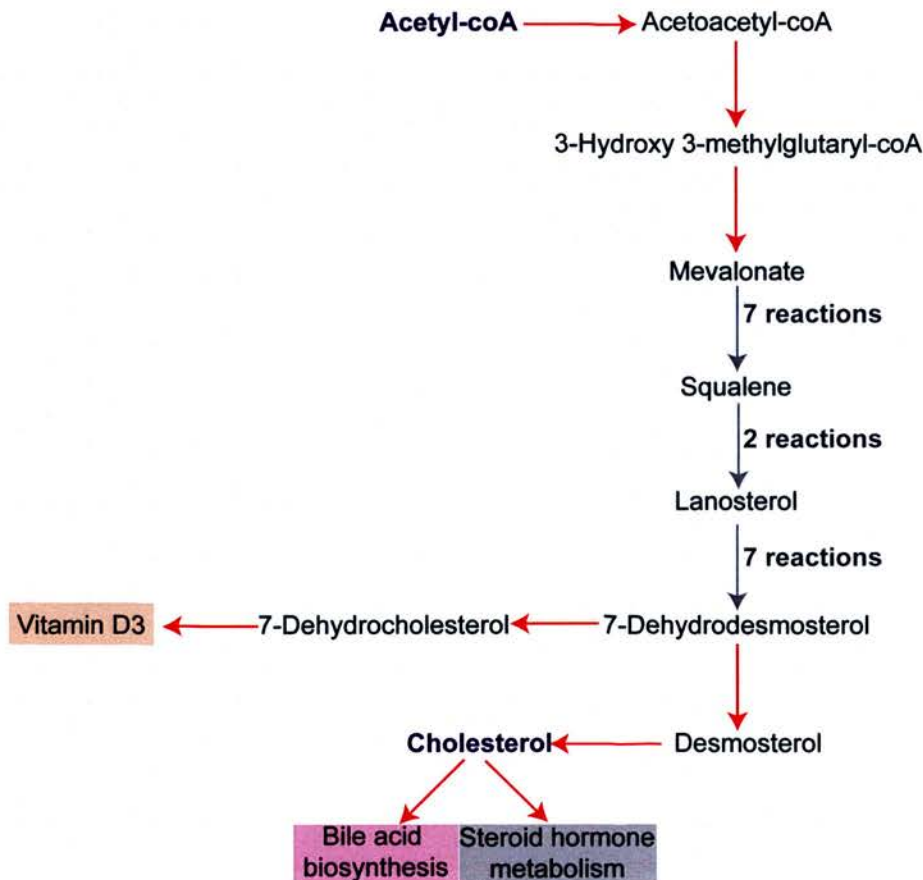 Acetyl-coA
Acetoacetyl-coA
3-Hydroxy 3-methylglutaryl-coA
Mevalonate
7 reactions
Squalene
2 reactions
Lanosterol
7 reactions
Vitamin D3
7-Dehydrocholesterol
7-Dehydrodesmosterol
Cholesterol
Desmosterol
Bile acid
biosynthesis
Steroid hormone
metabolism